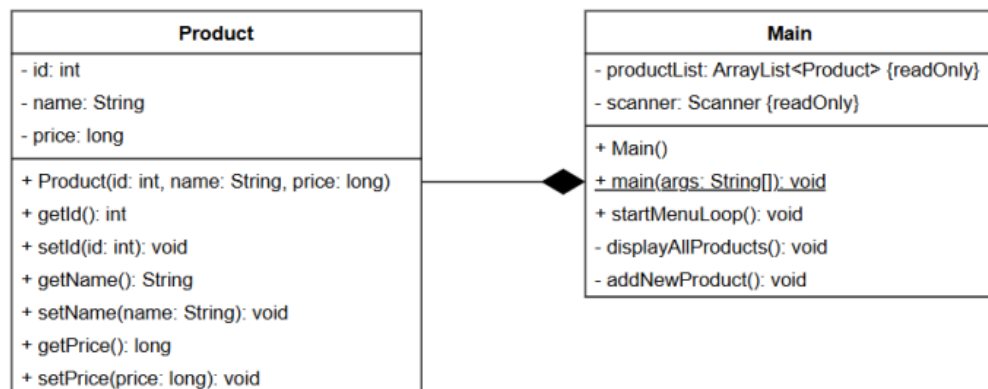 Product
- id: int
- name: String
- price: long
+ Product(id: int, name: String, price: long)
+ getId(): int
+ setId(id: int): void
+ getName(): String
+ setName(name: String): void
+ getPrice(): long
+ setPrice(price: long): void
Main
- productList: ArrayList<Product> {readOnly}
- scanner: Scanner {readOnly}
+ Main()
+ main(args: String[]): void
+ startMenuLoop(): void
- displayAllProducts(): void
- addNewProduct(): void